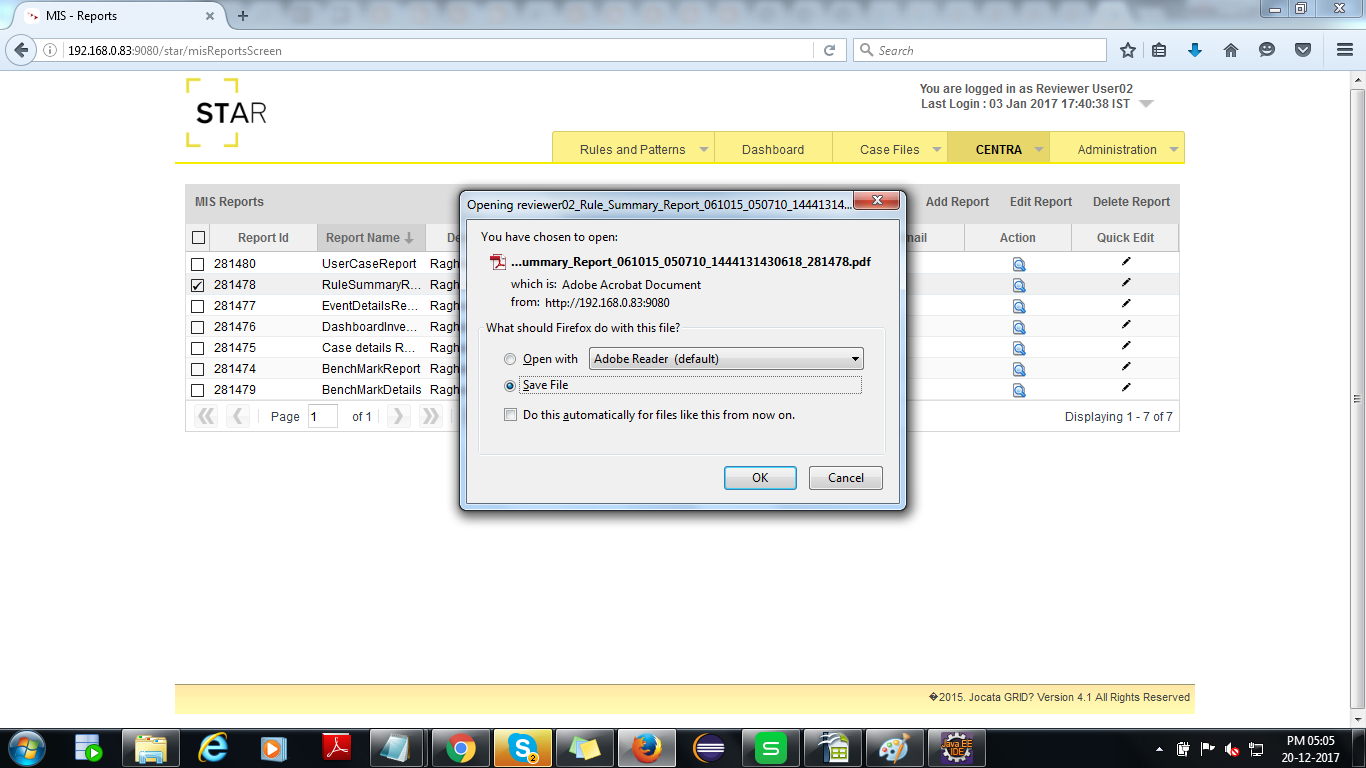 MIS - Reports
192.168.0.83:9080/star/misReportsScreen
Search
STAR
You are logged in as Reviewer User02
Last Login : 03 Jan 2017 17:40:38 IST
Rules and Patterns
Dashboard
Case Files
CENTRA
Administration
MIS Reports
Add Report
Edit Report
Delete Report
Report Id
Report Name
Action
Quick Edit
281480 UserCaseReport Ragh
281478 RuleSummaryR... Ragh
281477 EventDetailsRe... Ragh
281476 DashboardInve... Ragh
281475 Case details R... Ragh
281474 BenchMarkReport Ragh
281479 BenchMarkDetails Ragh
Page 1 of 1
Displaying 1 - 7 of 7
Opening reviewer02_Rule_Summary_Report_061015_050710_14441314...
You have chosen to open:
...ummary_Report_061015_050710_1444131430618_281478.pdf
which is: Adobe Acrobat Document
from: http://192.168.0.83:9080
What should Firefox do with this file?
Open with Adobe Reader (default)
Save File
Do this automatically for files like this from now on.
OK
Cancel
�2015. Jocata GRID? Version 4.1 All Rights Reserved
S
2
S
Java EE
IDE
PM 05:05
20-12-2017